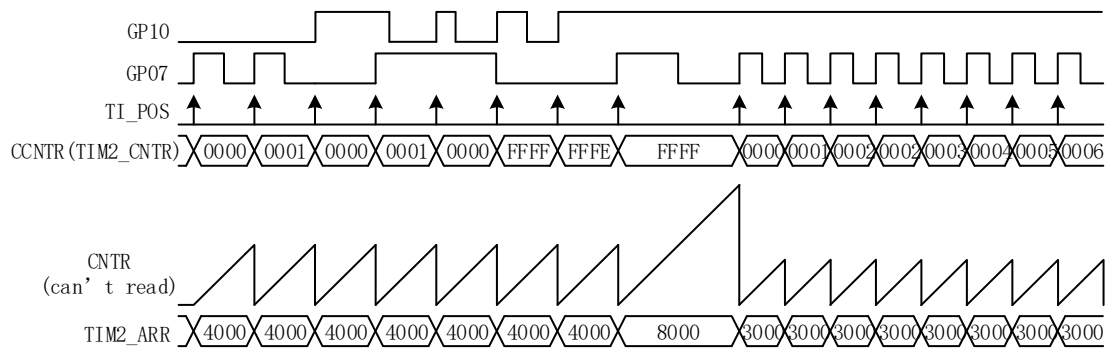 GP10
GP07
TI_POS
CCNTR(TIM2_CNTR) 0000 0001 0000 0001 0000 FFFF FFFE FFFF 0000 0001 0002 0002 0003 0004 0005 0006
CNTR
(can't read)
TIM2_ARR 4000 4000 4000 4000 4000 4000 4000 8000 3000 3000 3000 3000 3000 3000 3000 3000